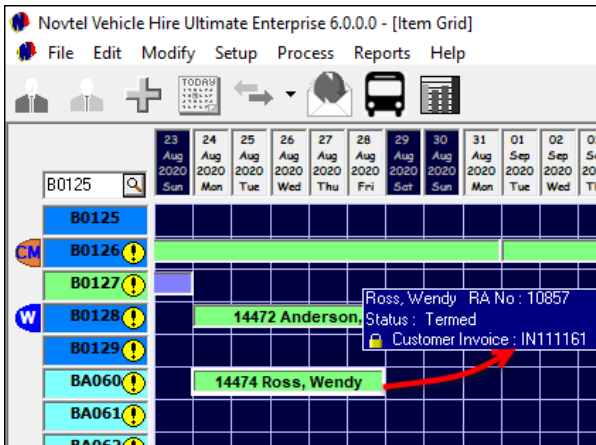 Novtel Vehicle Hire Ultimate Enterprise 6.0.0.0 - [Item Grid]
File Edit Modify Setup Process Reports Help
TODAY
23 24 25 26 27 28 29 30 31 01 02
Aug Aug Aug Aug Aug Aug Aug Aug Aug Sep Sep
2020 2020 2020 2020 2020 2020 2020 2020 2020 2020 2020
Sun Mon Tue Wed Thu Fri Sat Sun Mon Tue Wed
B0125
B0125
CM B0126
B0127
Ross, Wendy RA No : 10857
W B0128 14472 Anderson, Status : Termed
Customer Invoice : IN111161
B0129
BA060 14474 Ross, Wendy
BA061
BA062